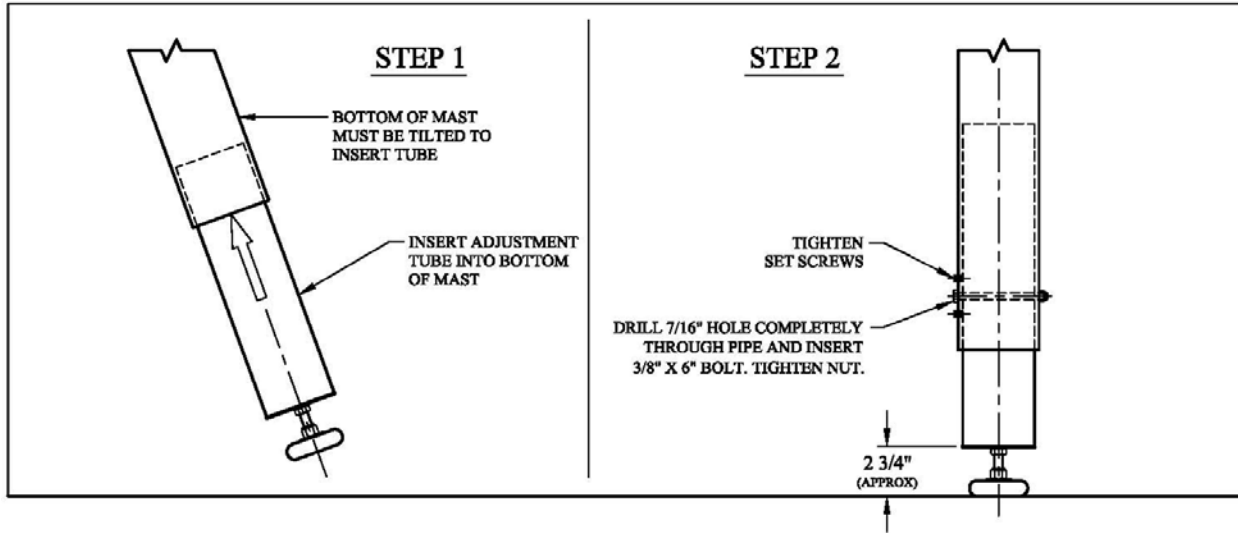 STEP 1
BOTTOM OF MAST
MUST BE TILTED TO
INSERT TUBE
INSERT ADJUSTMENT
TUBE INTO BOTTOM
OF MAST
STEP 2
TIGHTEN
SET SCREWS
DRILL 7/16" HOLE COMPLETELY
THROUGH PIPE AND INSERT
3/8" X 6" BOLT. TIGHTEN NUT.
2 3/4"
(APPROX)